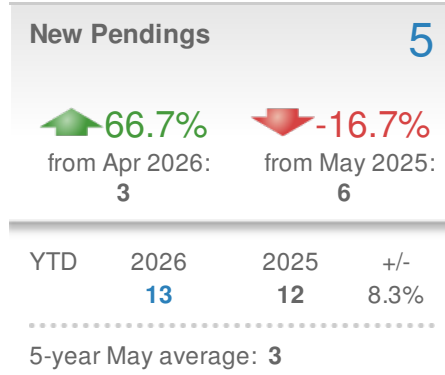 New Pendings 5
66.7% -16.7%
from Apr 2026: from May 2025:
3 6
YTD 2026 2025 +/-
13 12 8.3%
5-year May average: 3